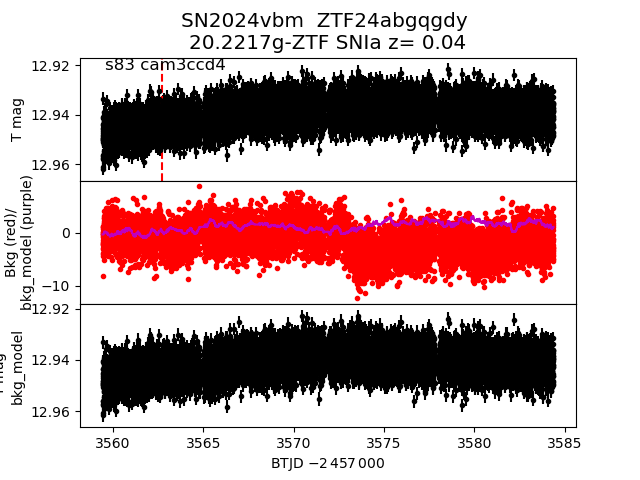 SN2024vbm  ZTF24abgqgdy
20.2217g-ZTF SNIa z= 0.04
s83 cam3ccd4
12.92
12.94
12.96
T mag
0
−10
Bkg (red)/
bkg_model (purple)
12.92
12.94
12.96
bkg_model
3560
3565
3570
3575
3580
3585
BTJD −2 457 000